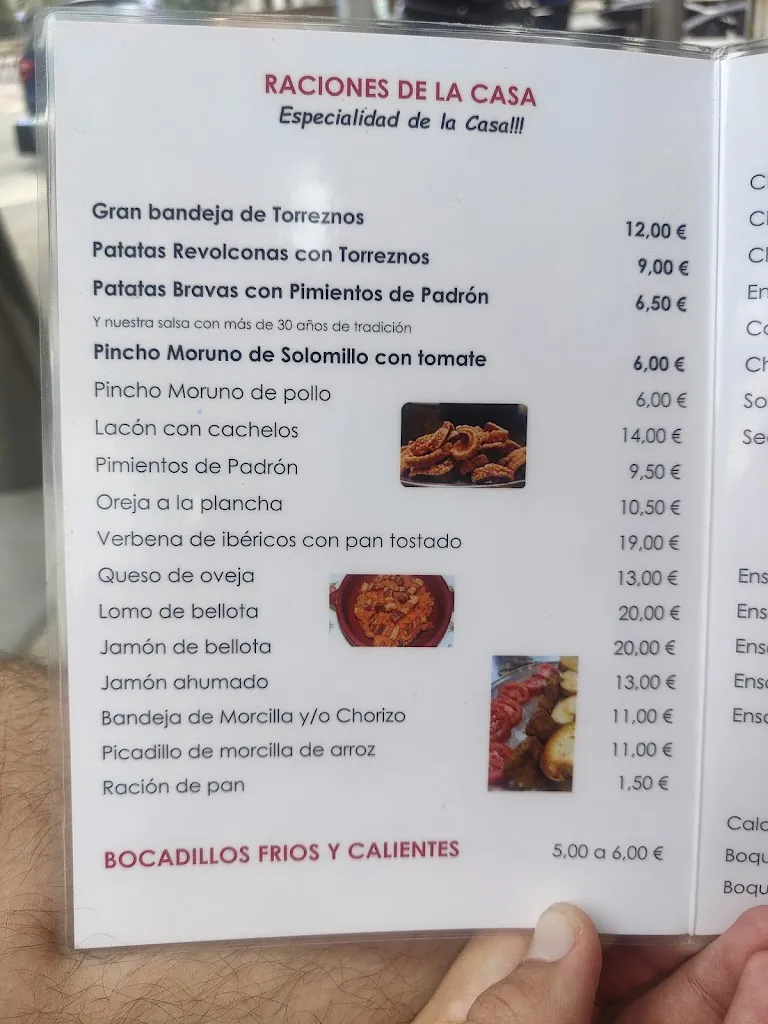 RACIONES DE LA CASA
Especialidad de la Casa!!!
Gran bandeja de Torreznos 12,00 €
Patatas Revolconas con Torreznos 9,00 €
Patatas Bravas con Pimientos de Padrón 6,50 €
Y nuestra salsa con más de 30 años de tradición
Pincho Moruno de Solomillo con tomate 6,00 €
Pincho Moruno de pollo 6,00 €
Lacón con cachelos 14,00 €
Pimientos de Padrón 9,50 €
Oreja a la plancha 10,50 €
Verbena de ibéricos con pan tostado 19,00 €
Queso de oveja 13,00 €
Lomo de bellota 20,00 €
Jamón de bellota 20,00 €
Jamón ahumado 13,00 €
Bandeja de Morcilla y/o Chorizo 11,00 €
Picadillo de morcilla de arroz 11,00 €
Ración de pan 1,50 €
BOCADILLOS FRIOS Y CALIENTES 5,00 a 6,00 €